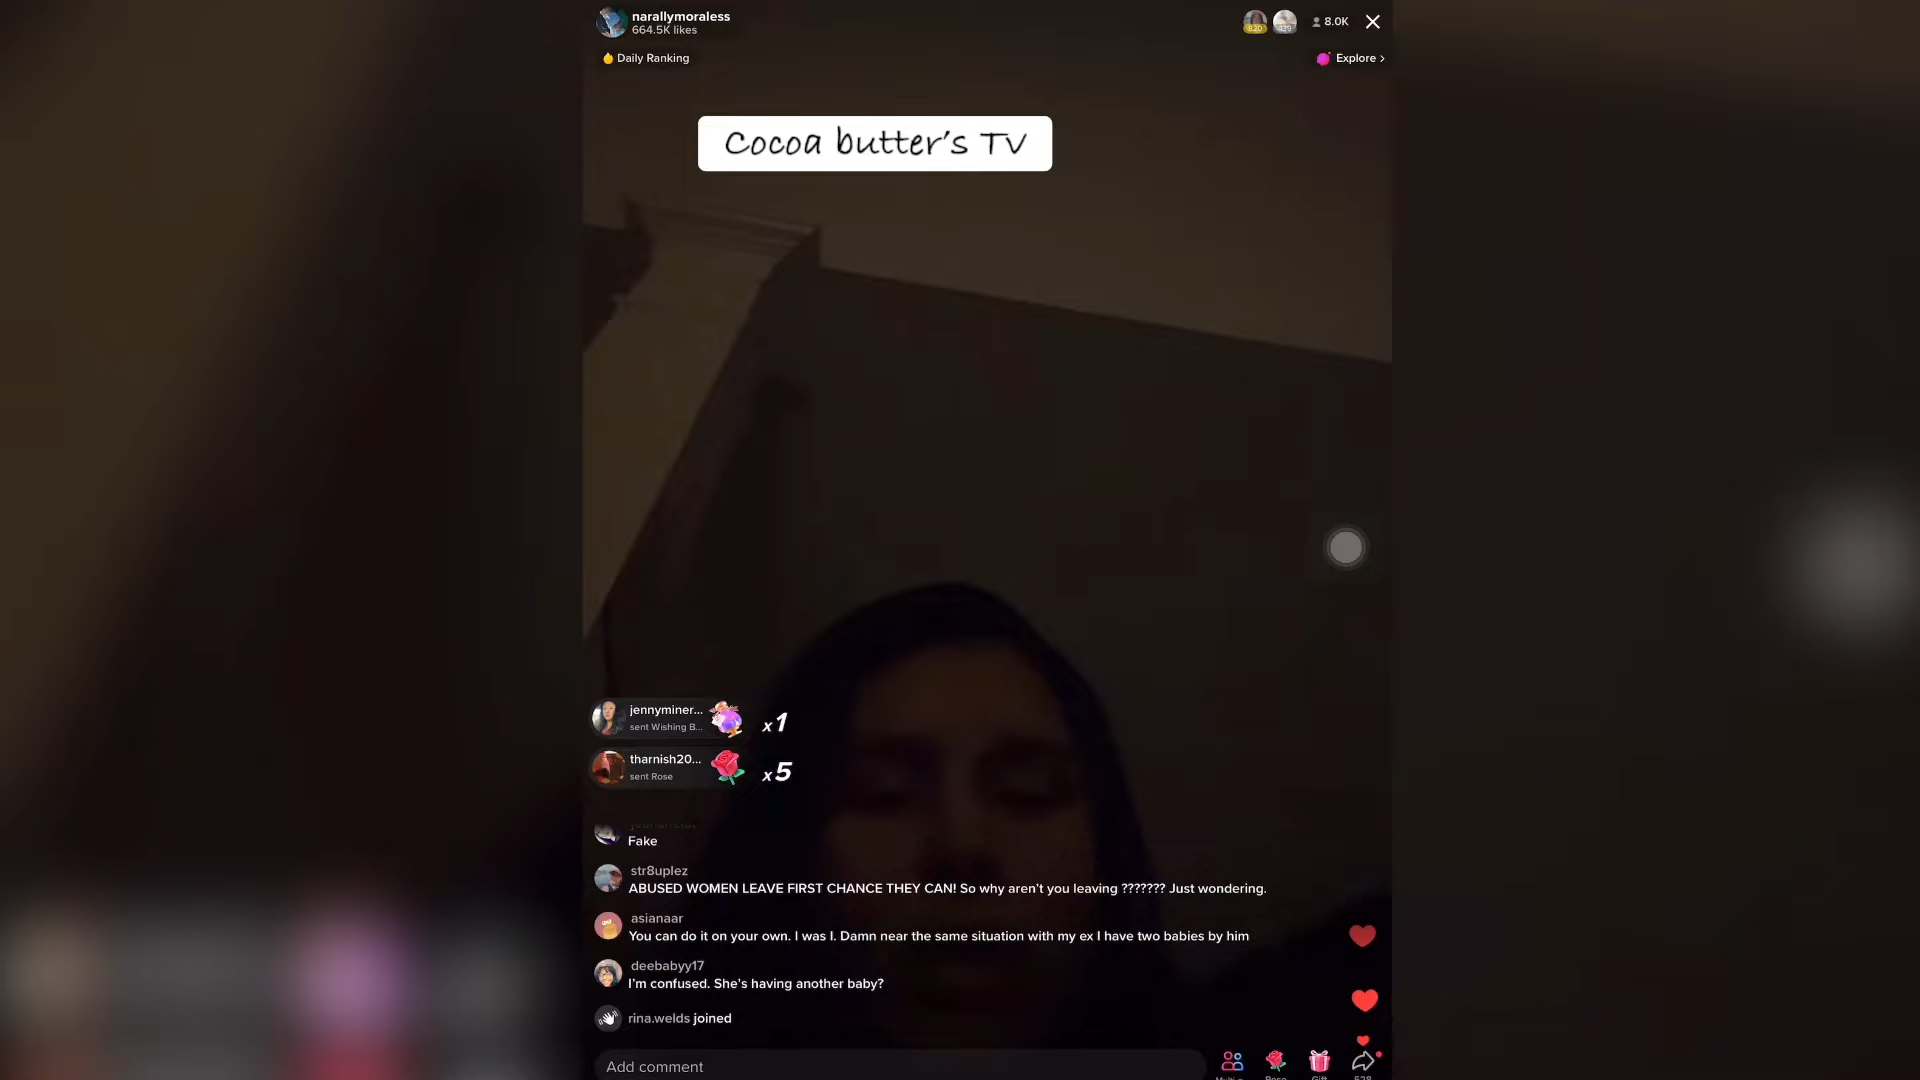 narallymoraless
664.5K likes
8.0K
Daily Ranking
Explore >
Cocoa butter's TV
jennyminer...
sent Wishing B...
x1
tharnish20...
sent Rose
x5
Fake
str8uplez
ABUSED WOMEN LEAVE FIRST CHANCE THEY CAN! So why aren't you leaving ??????? Just wondering.
asianaar
You can do it on your own. I was I. Damn near the same situation with my ex I have two babies by him
deebabyy17
I'm confused. She's having another baby?
rina.welds joined
Add comment